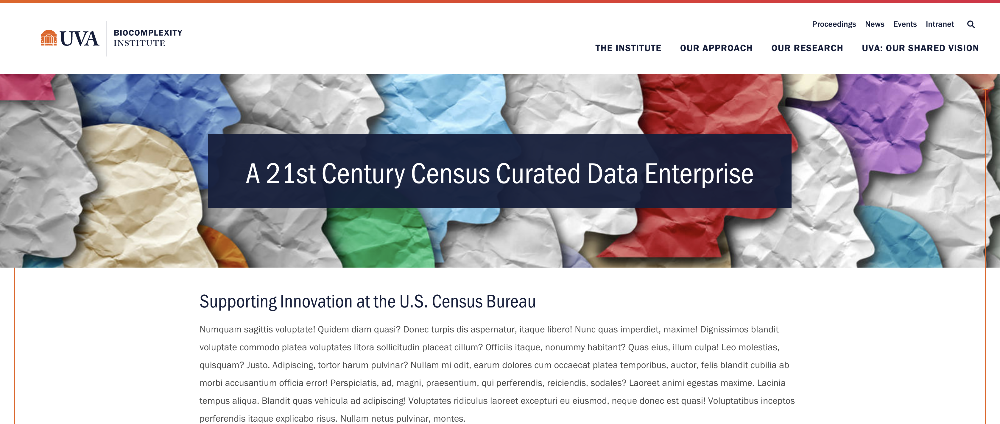 UVA
BIOCOMPLEXITY
INSTITUTE
Proceedings News Events Intranet
THE INSTITUTE OUR APPROACH OUR RESEARCH UVA: OUR SHARED VISION
A 21st Century Census Curated Data Enterprise
Supporting Innovation at the U.S. Census Bureau
Numquam sagittis voluptate! Quidem diam quasi? Donec turpis dis aspernatur, itaque libero! Nunc quas imperdiet, maxime! Dignissimos blandit
voluptate commodo platea voluptates litora sollicitudin placeat cillum? Officiis itaque, nonummy habitant? Quas eius, illum culpa! Leo molestias,
quisquam? Justo. Adipiscing, tortor harum pulvinar? Nullam mi odit, earum dolores cum occaecat platea temporibus, auctor, felis blandit cubilia ab
morbi accusantium officia error! Perspiciatis, ad, magni, praesentium, qui perferendis, reiciendis, sodales? Laoreet animi egestas maxime. Lacinia
tempus aliqua. Blandit quas vehicula ad adipiscing! Voluptates ridiculus laoreet excepturi eu eiusmod, neque donec est quasi! Voluptatibus inceptos
perferendis itaque explicabo risus. Nullam netus pulvinar, montes.